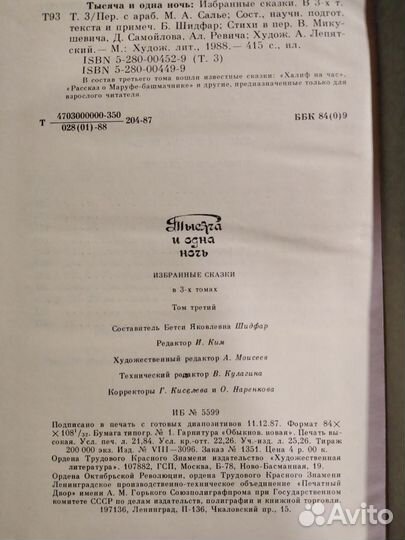 Тысяча и одна ночь: Избранные сказки. В 3-х т.
Т93 Т. 3/Пер. с араб. М. А. Салье; Сост., научн. подгот.
текста и примеч. Б. Шидфар; Стихи в пер. В. Мику-
шевича, Д. Самойлова, Ал. Ревича; Худож. А. Лепят-
ский.— М.: Худож. лит., 1988.— 415 с., ил.
ISBN 5-280-00452-9 (Т. 3)
ISBN 5-280-00449-9
В состав третьего тома вошли известные сказки: «Халиф на час»,
«Рассказ о Маруфе-башмачнике» и другие, предназначенные только для
взрослого читателя
Т 4703000000-350
028(01)-88 204-87 ББК 84(0)9
Тысяча
и одна
ночь
ИЗБРАННЫЕ СКАЗКИ
в 3-х томах
Том третий
Составитель Бетси Яковлевна Шидфар
Редактор И. Ким
Художественный редактор А. Моисеев
Технический редактор В. Кулагина
Корректоры Г. Киселева и О. Наренкова
ИБ № 5599
Подписано в печать с готовых диапозитивов 11.12.87. Формат 84×
×108¹/₃₂. Бумага типогр. № 1. Гарнитура «Обыкнов. новая». Печать вы-
сокая. Усл. печ. л. 21,84. Усл. кр.-отт. 22,26. Уч.-изд. л. 25,26. Тираж
200 000 экз. Изд. № VIII—3096. Заказ № 1351. Цена 4 р. 00 к.
Ордена Трудового Красного Знамени издательство «Художественная
литература». 107882, ГСП, Москва, Б-78, Ново-Басманная, 19.
Ордена Октябрьской Революции, ордена Трудового Красного Знамени
Ленинградское производственно-техническое объединение «Печатный
Двор» имени А. М. Горького Союзполиграфпрома при Государственном
комитете СССР по делам издательств, полиграфии и книжной торговли.
197136, Ленинград, П-136, Чкаловский пр., 15.
Avito